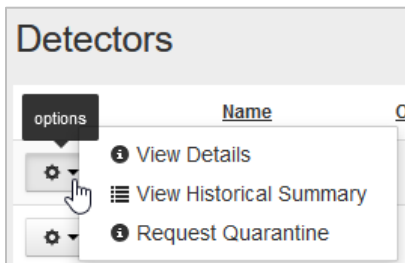 Detectors
options
Name
View Details
View Historical Summary
Request Quarantine